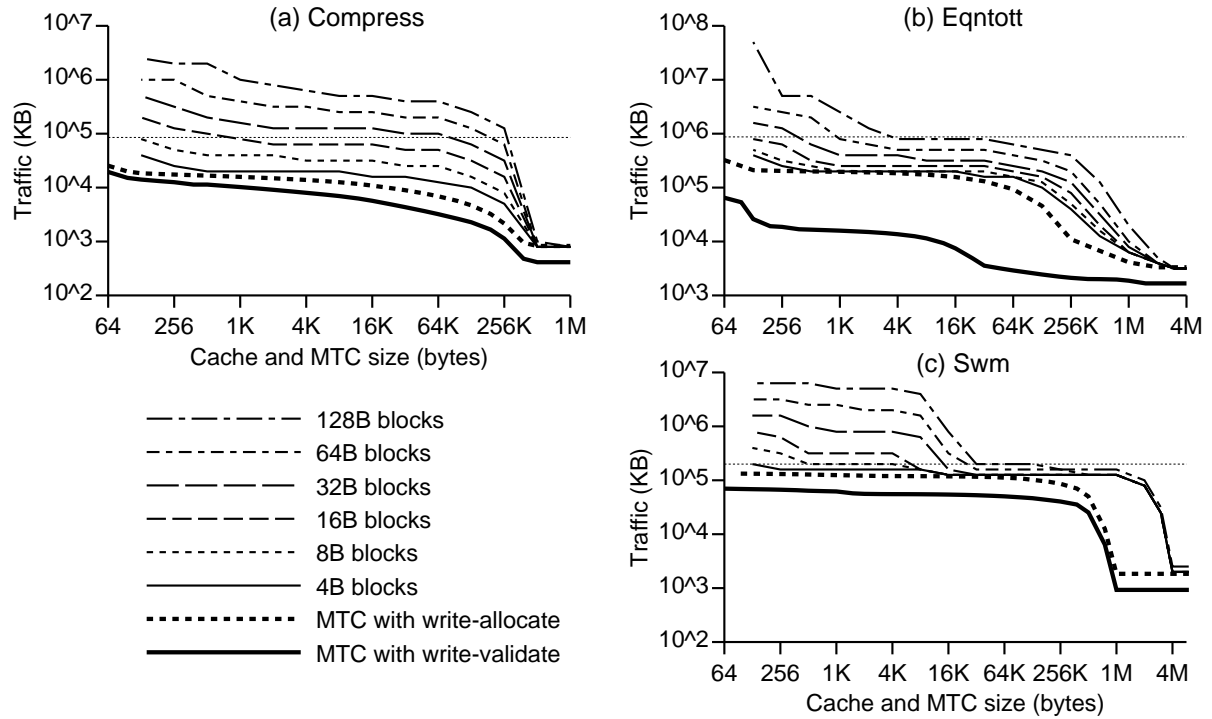 (a) Compress
10^7
10^6
10^5
10^4
10^3
10^2
Traffic (KB)
64 256 1K 4K 16K 64K 256K 1M
Cache and MTC size (bytes)
(b) Eqntott
10^8
10^7
10^6
10^5
10^4
10^3
Traffic (KB)
64 256 1K 4K 16K 64K 256K 1M 4M
128B blocks
64B blocks
32B blocks
16B blocks
8B blocks
4B blocks
MTC with write-allocate
MTC with write-validate
(c) Swm
10^7
10^6
10^5
10^4
10^3
10^2
Traffic (KB)
64 256 1K 4K 16K 64K 256K 1M 4M
Cache and MTC size (bytes)